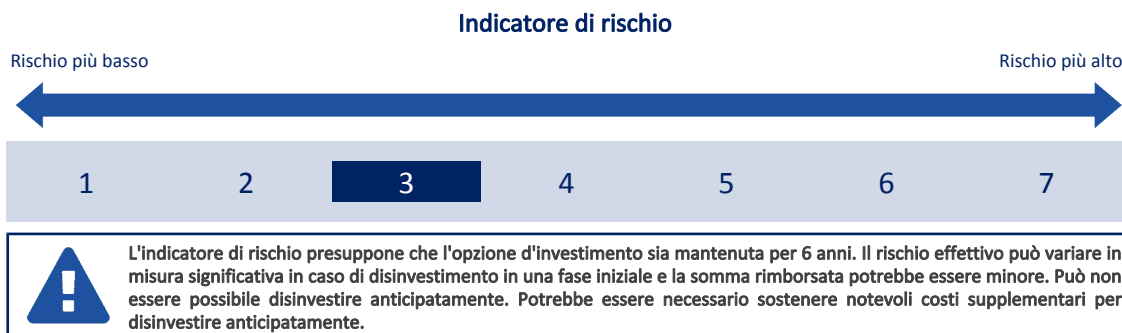 Indicatore di rischio
Rischio più basso
Rischio più alto
1 2 3 4 5 6 7
L'indicatore di rischio presuppone che l'opzione d'investimento sia mantenuta per 6 anni. Il rischio effettivo può variare in
misura significativa in caso di disinvestimento in una fase iniziale e la somma rimborsata potrebbe essere minore. Può non
essere possibile disinvestire anticipatamente. Potrebbe essere necessario sostenere notevoli costi supplementari per
disinvestire anticipatamente.